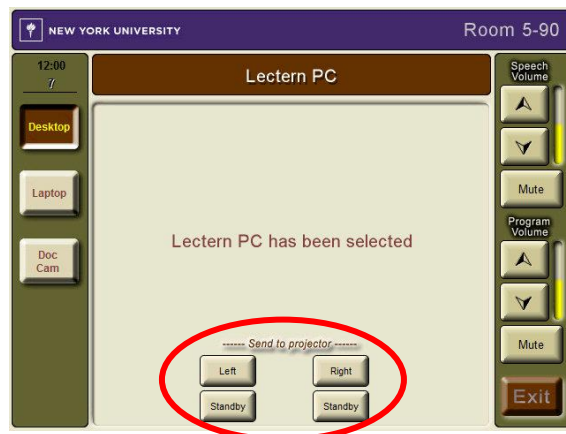 NEW YORK UNIVERSITY
Room 5-90
12:00
7
Desktop
Laptop
Doc
Cam
Lectern PC
Lectern PC has been selected
------ Send to projector ------
Left
Right
Standby
Standby
Speech
Volume
Mute
Program
Volume
Mute
Exit